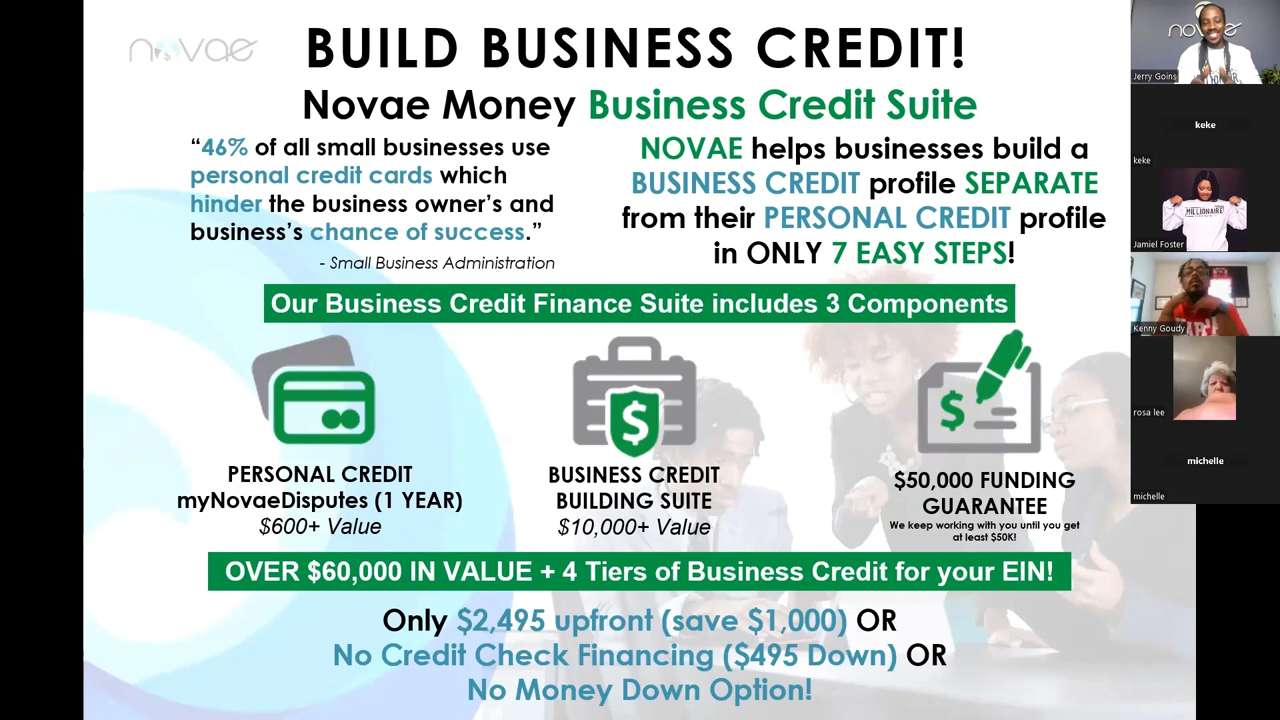 novae
BUILD BUSINESS CREDIT!
Novae Money Business Credit Suite
“46% of all small businesses use
personal credit cards which
hinder the business owner’s and
business’s chance of success.”
- Small Business Administration
NOVAE helps businesses build a
BUSINESS CREDIT profile SEPARATE
from their PERSONAL CREDIT profile
in ONLY 7 EASY STEPS!
Our Business Credit Finance Suite includes 3 Components
PERSONAL CREDIT
myNovaeDisputes (1 YEAR)
$600+ Value
$
BUSINESS CREDIT
BUILDING SUITE
$10,000+ Value
$
$50,000 FUNDING
GUARANTEE
We keep working with you until you get
at least $50K!
OVER $60,000 IN VALUE + 4 Tiers of Business Credit for your EIN!
Only $2,495 upfront (save $1,000) OR
No Credit Check Financing ($495 Down) OR
No Money Down Option!
novae
Jerry Goins
keke
keke
MILLIONAIRE
Jamiel Foster
Kenny Goudy
rosa lee
michelle
michelle